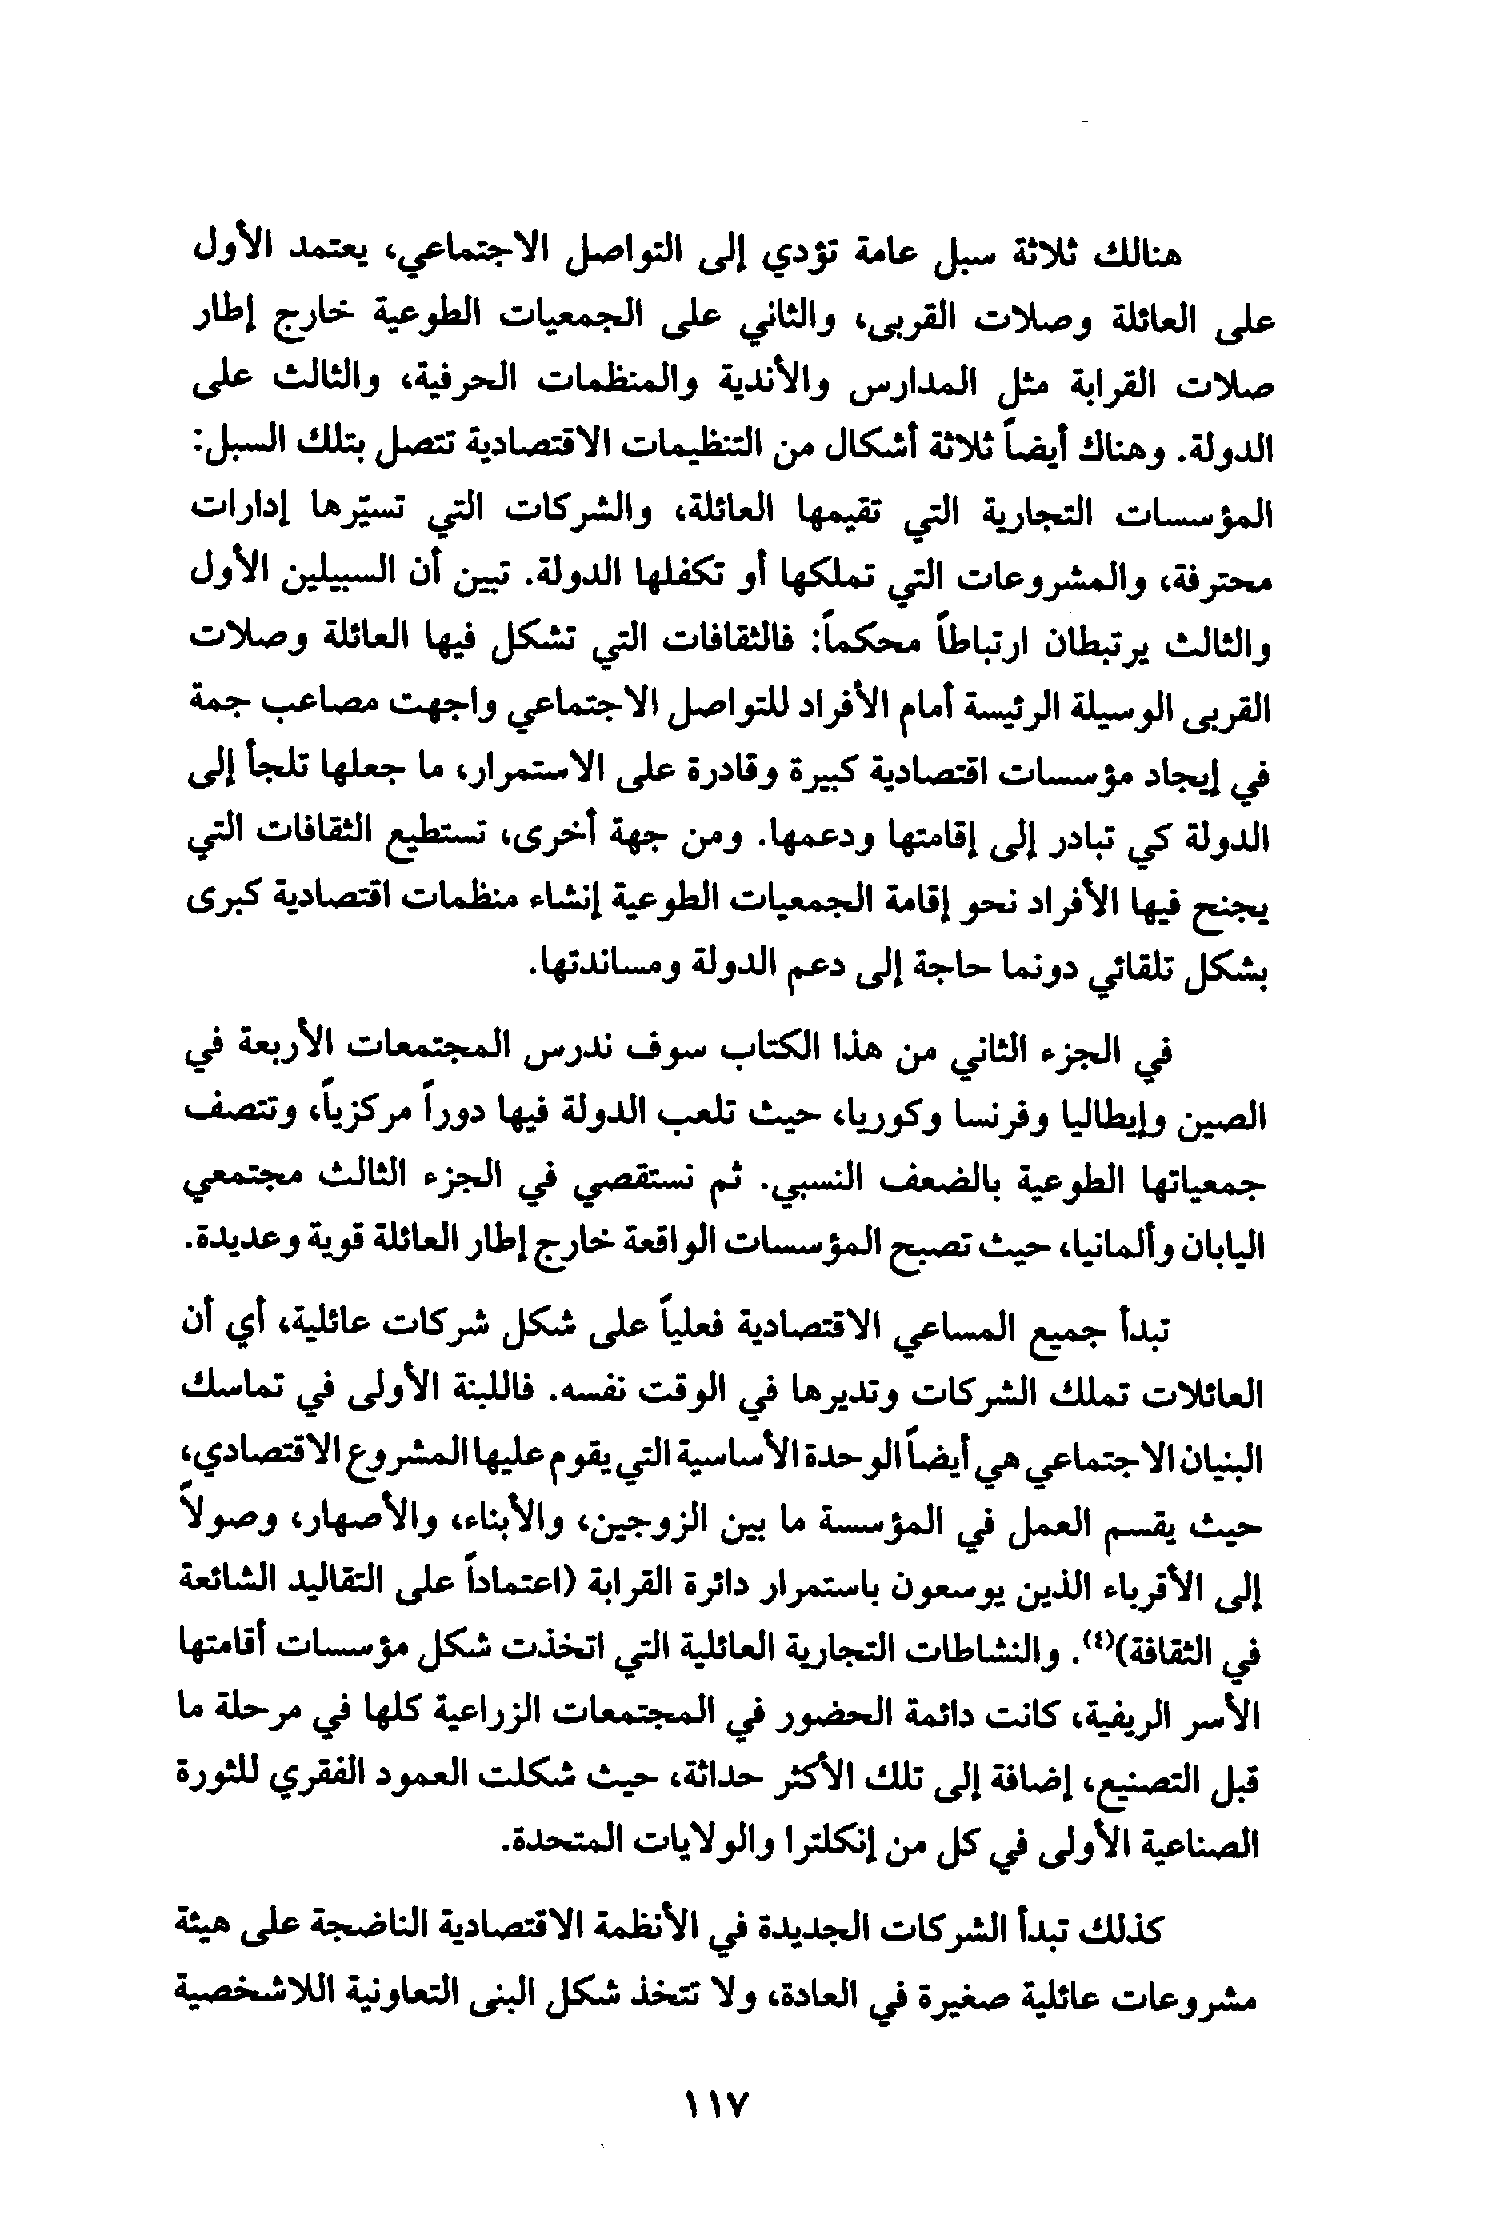 هنالك ثلاثة سبل عامة تؤدي إلى التواصل الاجتماعي، يعتمد الأول
على العائلة وصلات القربى، والثاني على الجمعيات الطوعية خارج إطار
صلات القرابة مثل المدارس والأندية والمنظمات الحرفية، والثالث على
الدولة. وهناك أيضاً ثلاثة أشكال من التنظيمات الاقتصادية تتصل بتلك السبل:
المؤسسات التجارية التي تقيمها العائلة، والشركات التي تسيّرها إدارات
محترفة، والمشروعات التي تملكها أو تكفلها الدولة. تبين أن السبيلين الأول
والثالث يرتبطان ارتباطاً محكماً: فالثقافات التي تشكل فيها العائلة وصلات
القربى الوسيلة الرئيسة أمام الأفراد للتواصل الاجتماعي واجهت مصاعب جمة
في إيجاد مؤسسات اقتصادية كبيرة وقادرة على الاستمرار، ما جعلها تلجأ إلى
الدولة كي تبادر إلى إقامتها ودعمها. ومن جهة أخرى، تستطيع الثقافات التي
يجنح فيها الأفراد نحو إقامة الجمعيات الطوعية إنشاء منظمات اقتصادية كبرى
بشكل تلقائي دونما حاجة إلى دعم الدولة ومساندتها.
في الجزء الثاني من هذا الكتاب سوف ندرس المجتمعات الأربعة في
الصين وإيطاليا وفرنسا وكوريا، حيث تلعب الدولة فيها دوراً مركزياً، وتتصف
جمعياتها الطوعية بالضعف النسبي. ثم نستقصي في الجزء الثالث مجتمعي
اليابان وألمانيا، حيث تصبح المؤسسات الواقعة خارج إطار العائلة قوية وعديدة.
تبدأ جميع المساعي الاقتصادية فعلياً على شكل شركات عائلية، أي أن
العائلات تملك الشركات وتديرها في الوقت نفسه. فاللبنة الأولى في تماسك
البنيان الاجتماعي هي أيضاً الوحدة الأساسية التي يقوم عليها المشروع الاقتصادي،
حيث يقسم العمل في المؤسسة ما بين الزوجين، والأبناء، والأصهار، وصولاً
إلى الأقرباء الذين يوسعون باستمرار دائرة القرابة (اعتماداً على التقاليد الشائعة
في الثقافة)(٤). والنشاطات التجارية العائلية التي اتخذت شكل مؤسسات أقامتها
الأسر الريفية، كانت دائمة الحضور في المجتمعات الزراعية كلها في مرحلة ما
قبل التصنيع، إضافة إلى تلك الأكثر حداثة، حيث شكلت العمود الفقري للثورة
الصناعية الأولى في كل من إنكلترا والولايات المتحدة.
كذلك تبدأ الشركات الجديدة في الأنظمة الاقتصادية الناضجة على هيئة
مشروعات عائلية صغيرة في العادة، ولا تتخذ شكل البنى التعاونية اللاشخصية
١١٧